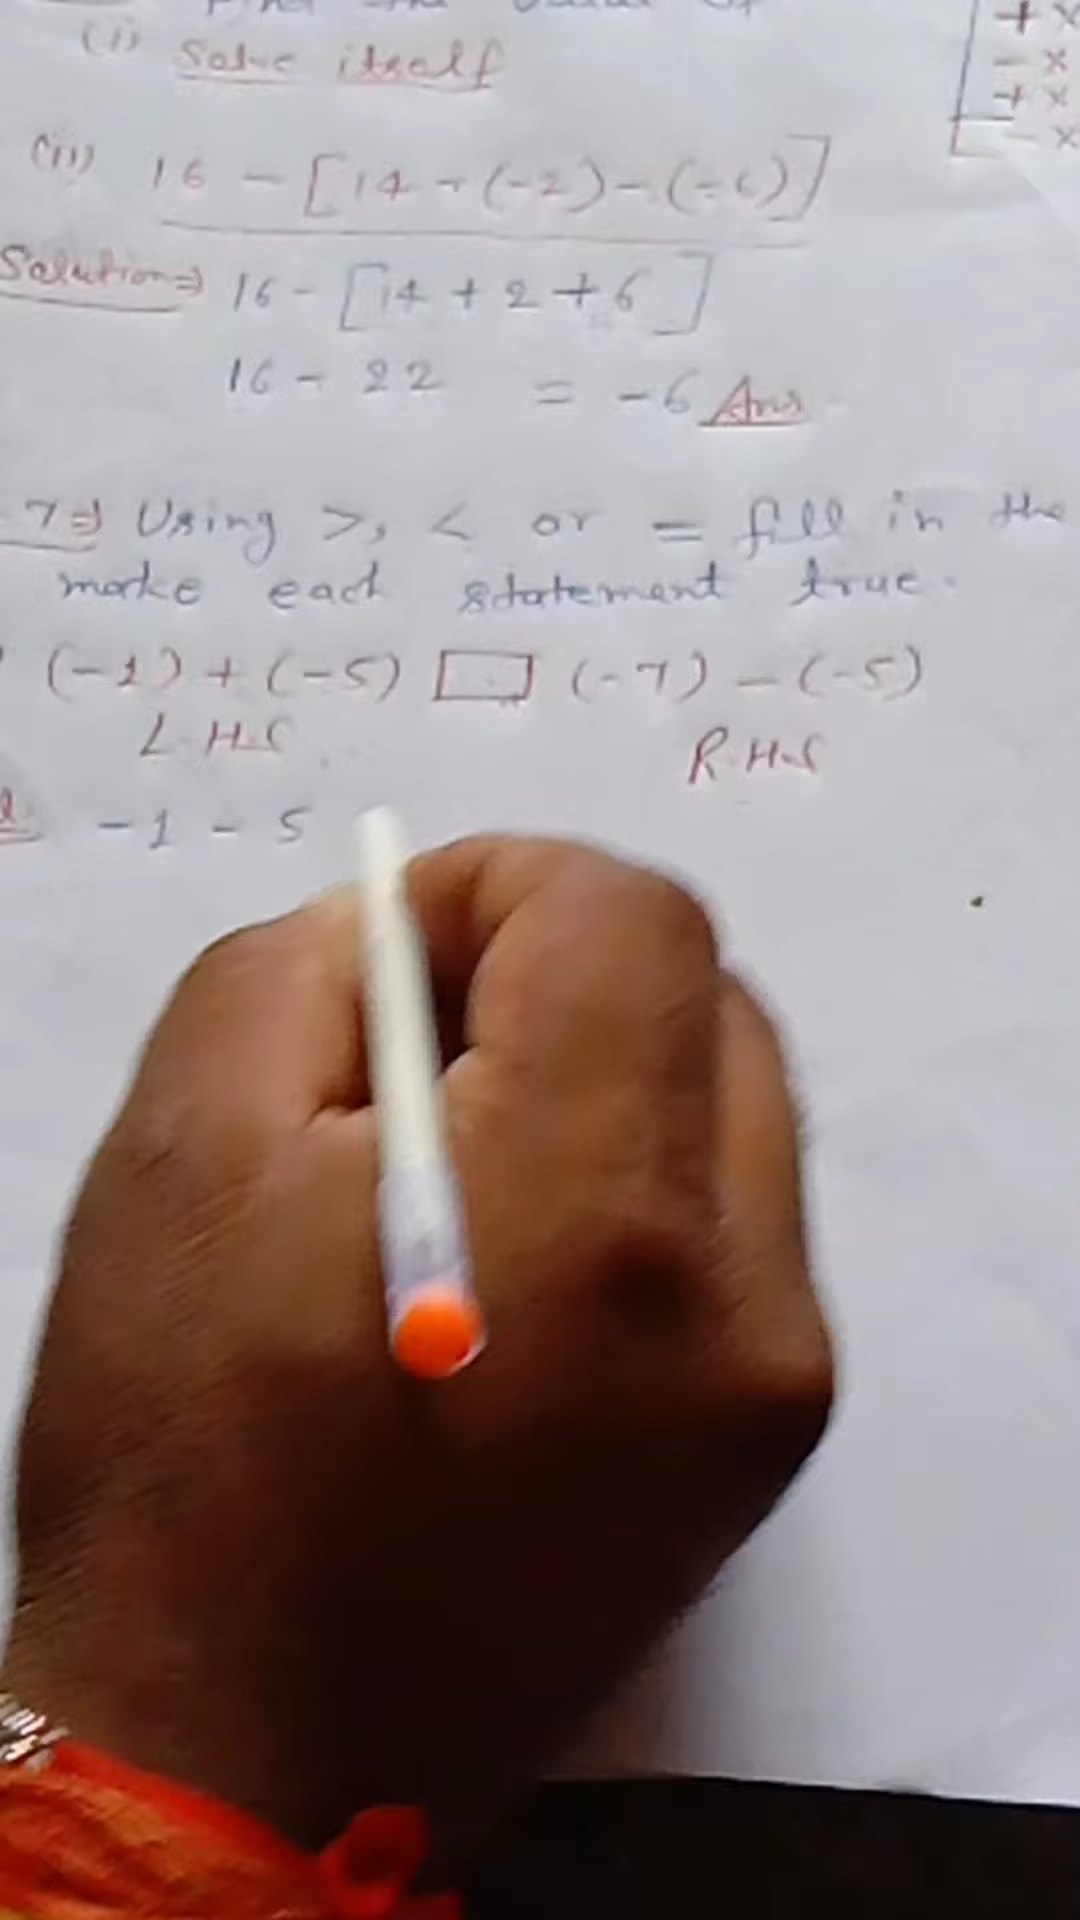 (i) Solve itself
+ x
- x
+ x
- x
(ii) 16 - [14 - (-2) - (-6)]
Solution⇒ 16 - [14 + 2 + 6]
16 - 22 = -6 Ans
7⇒ Using >, < or = fill in the
make each statement true.
(-1) + (-5) □ (-7) - (-5)
L.H.S R.H.S
-1 - 5